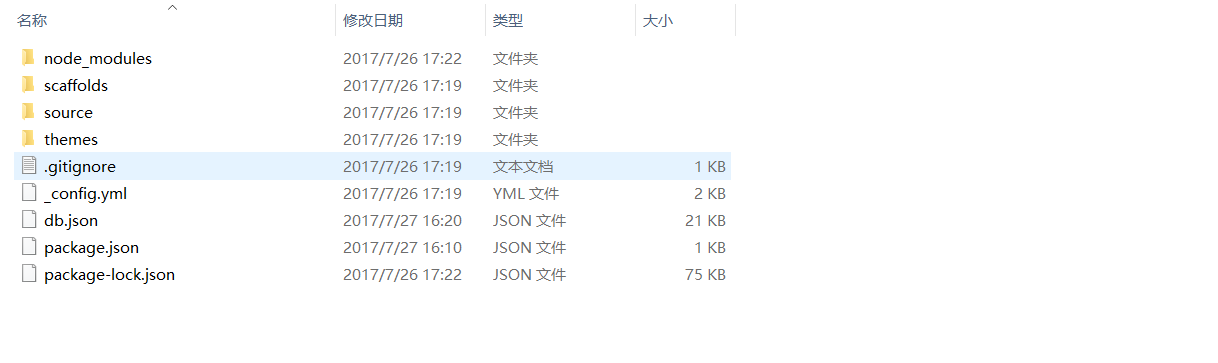 名称 修改日期 类型 大小
node_modules 2017/7/26 17:22 文件夹
scaffolds 2017/7/26 17:19 文件夹
source 2017/7/26 17:19 文件夹
themes 2017/7/26 17:19 文件夹
.gitignore 2017/7/26 17:19 文本文档 1 KB
_config.yml 2017/7/26 17:19 YML 文件 2 KB
db.json 2017/7/27 16:20 JSON 文件 21 KB
package.json 2017/7/27 16:10 JSON 文件 1 KB
package-lock.json 2017/7/26 17:22 JSON 文件 75 KB